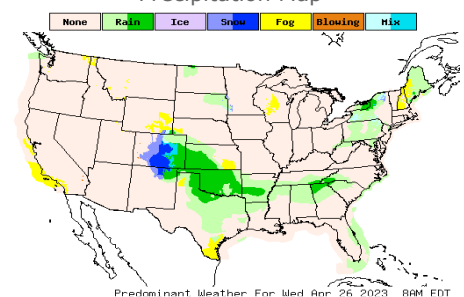 Precipitation Map
None Rain Ice Snow Fog Blowing Mix
Predominant Weather For Wed Apr 26 2023 8AM EDT